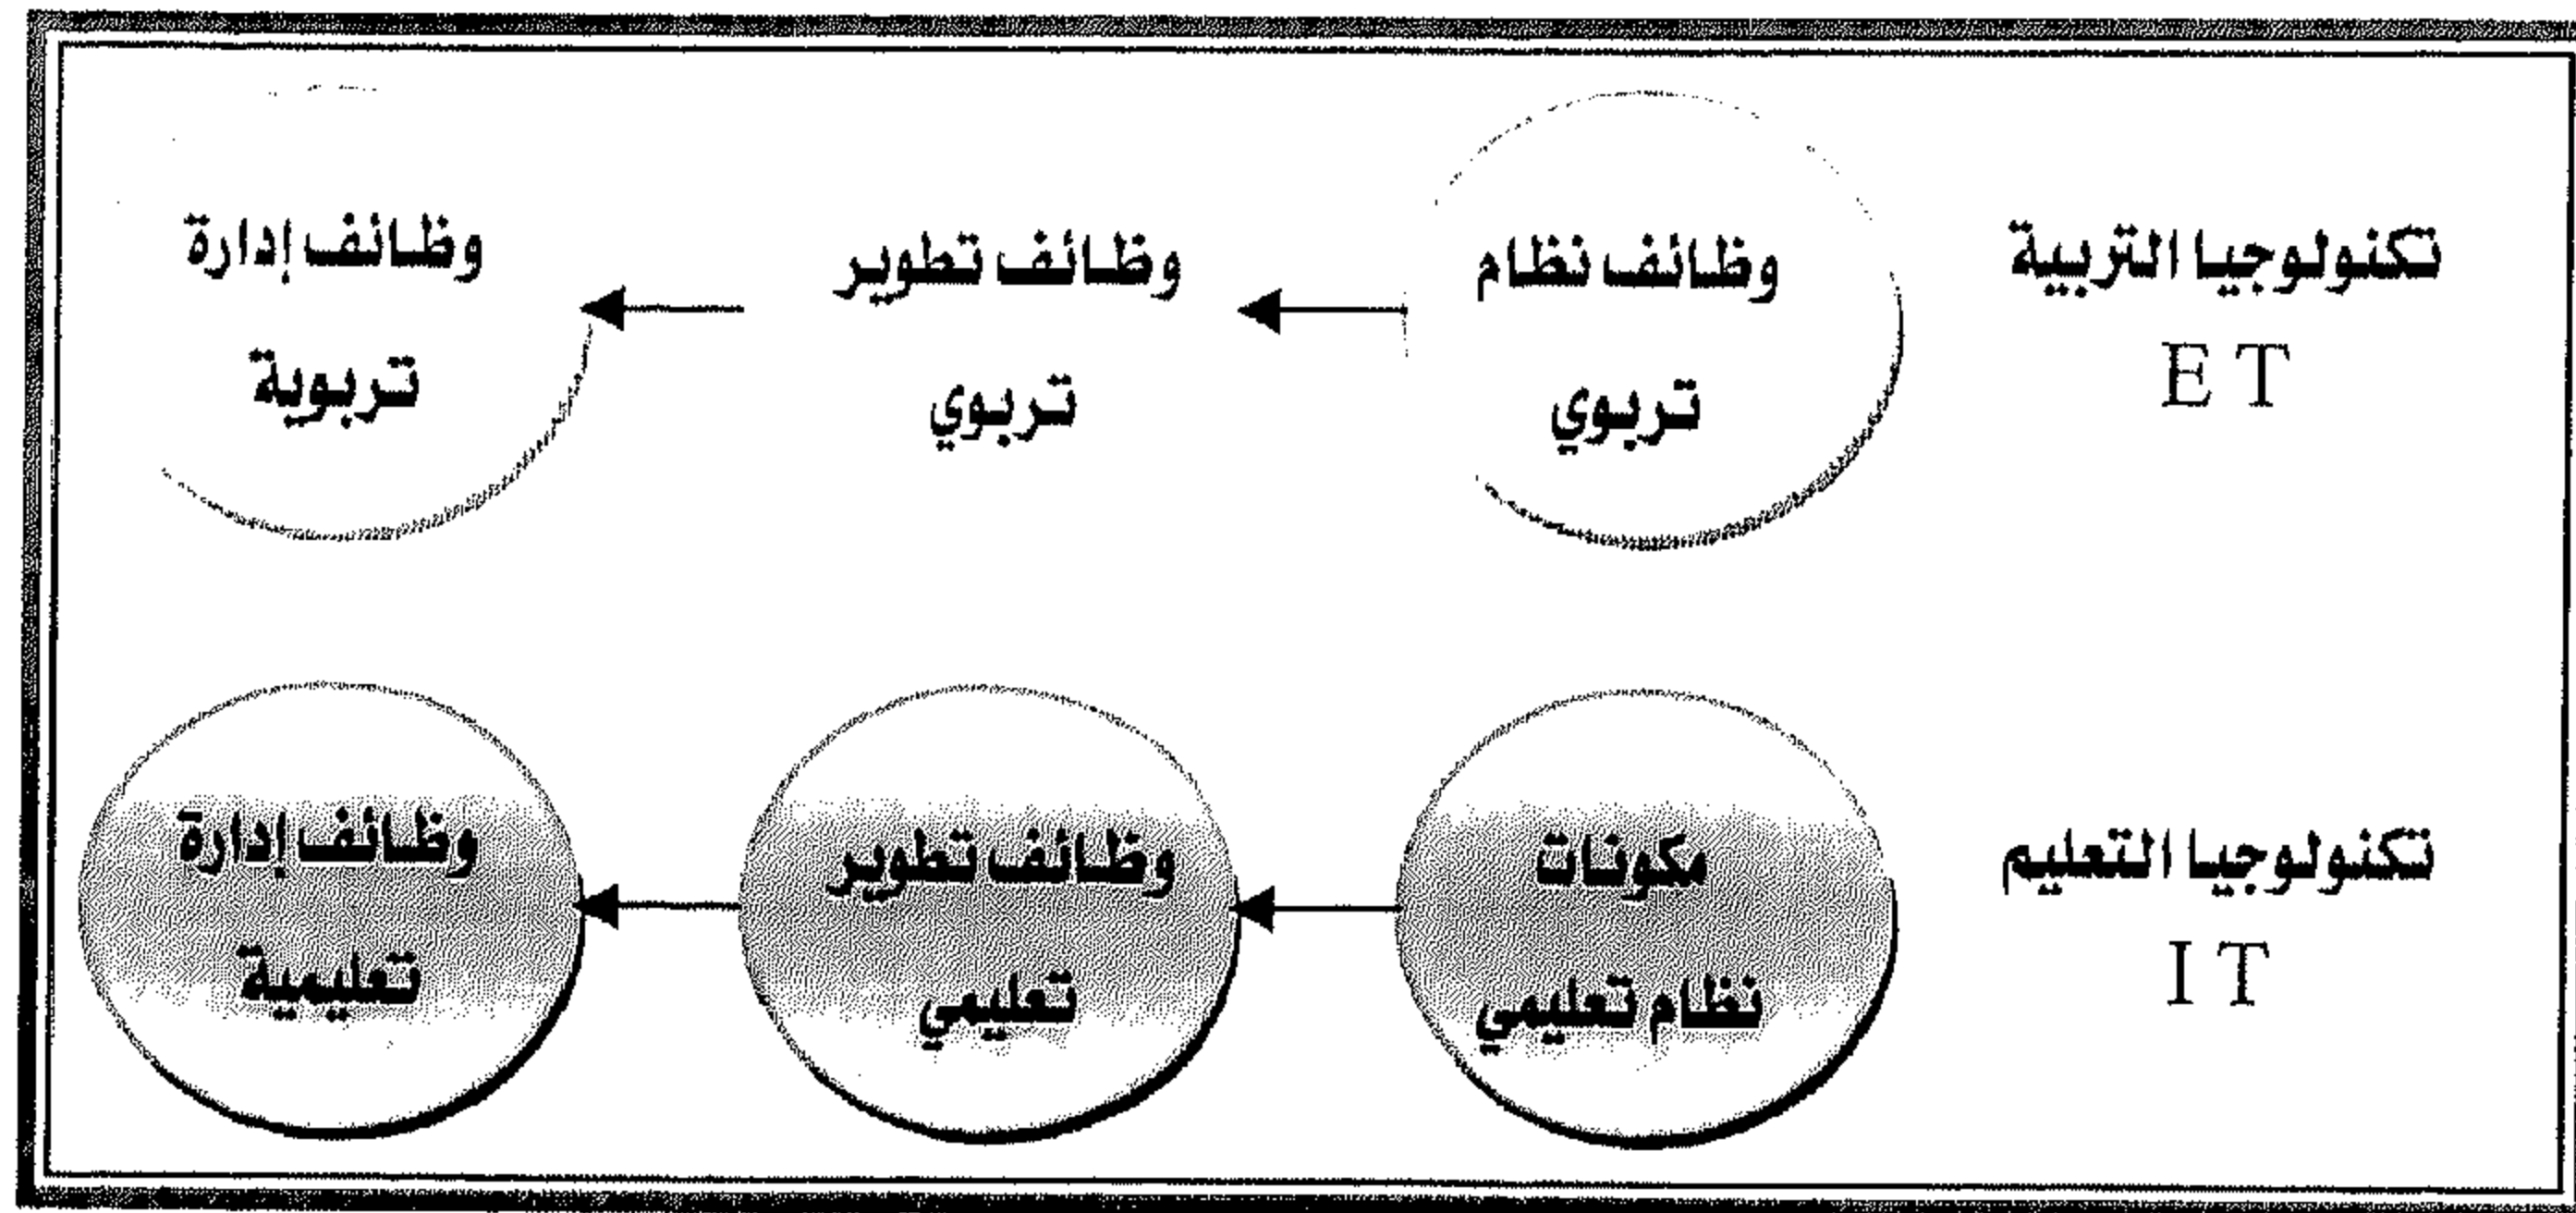 تكنولوجيا التربية
E T
وظائف نظام
تربوي
وظائف تطوير
تربوي
وظائف إدارة
تربوية
تكنولوجيا التعليم
I T
مكونات
نظام تعليمي
وظائف تطوير
تعليمي
وظائف إدارة
تعليمية